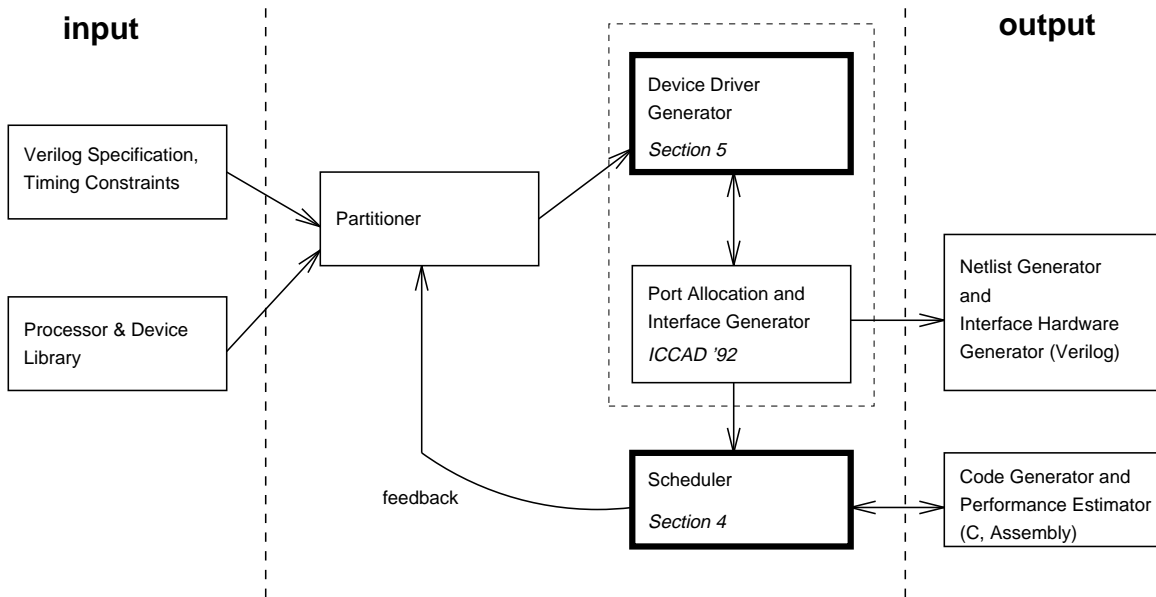 input
output
Verilog Specification,
Timing Constraints
Processor & Device
Library
Partitioner
Device Driver
Generator
Section 5
Port Allocation and
Interface Generator
ICCAD '92
feedback
Scheduler
Section 4
Netlist Generator
and
Interface Hardware
Generator (Verilog)
Code Generator and
Performance Estimator
(C, Assembly)